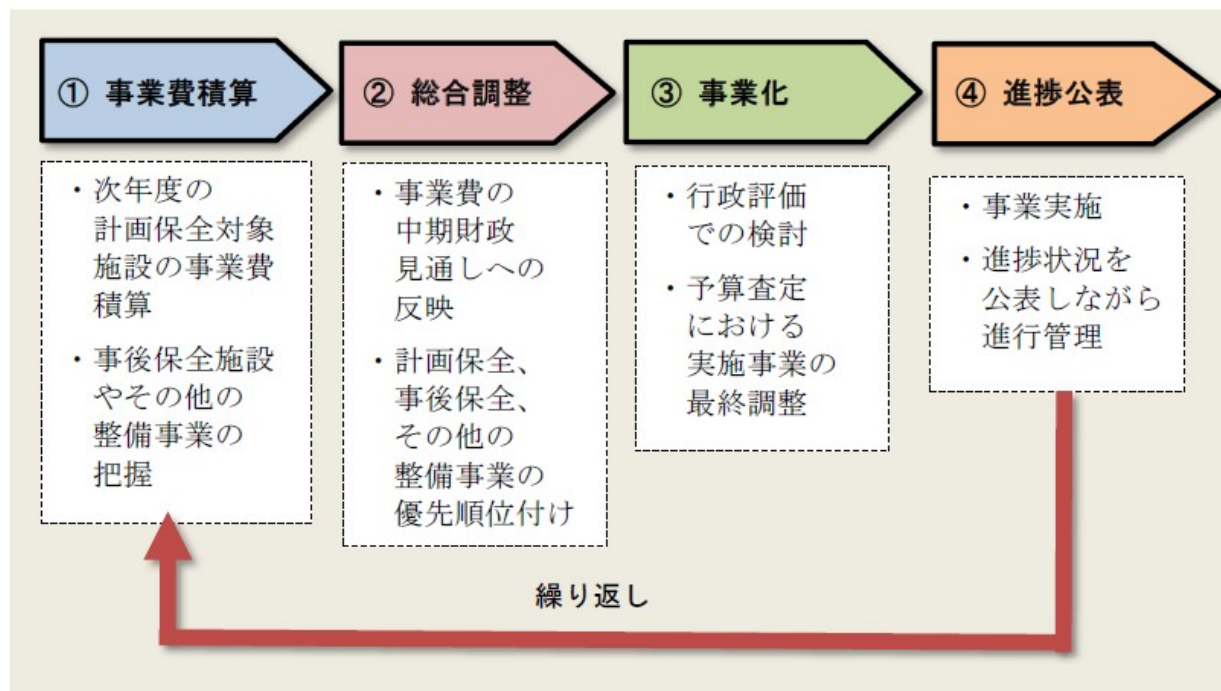 ① 事業費積算
・次年度の
計画保全対象
施設の事業費
積算
・事後保全施設
やその他の
整備事業の
把握
② 総合調整
・事業費の
中期財政
見通しへの
反映
・計画保全、
事後保全、
その他の
整備事業の
優先順位付け
③ 事業化
・行政評価
での検討
・予算査定
における
実施事業の
最終調整
④ 進捗公表
・事業実施
・進捗状況を
公表しながら
進行管理
繰り返し